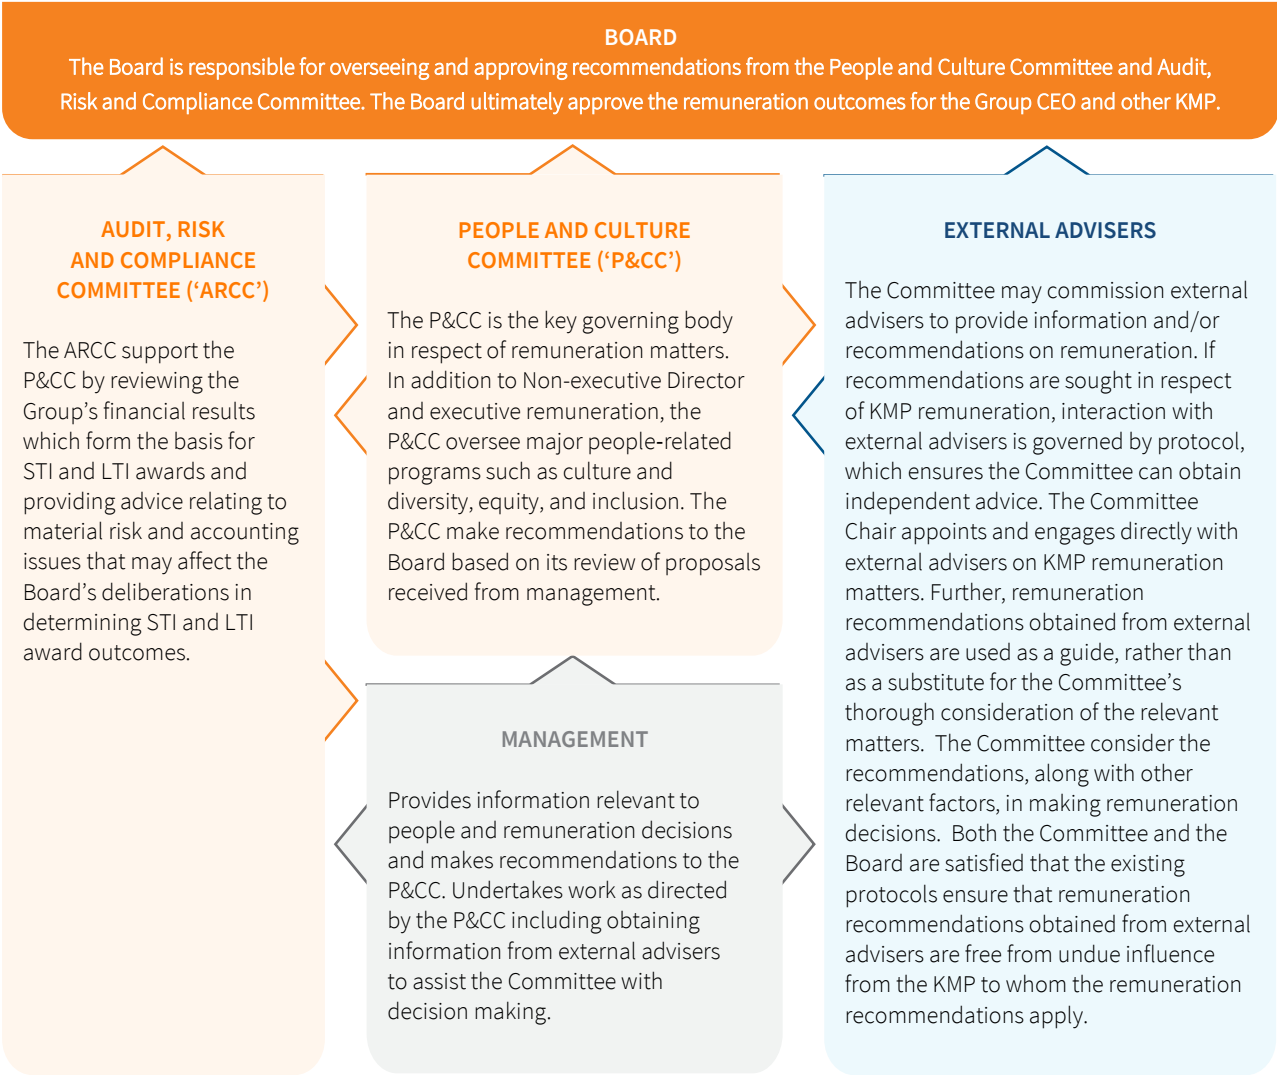 BOARD
The Board is responsible for overseeing and approving recommendations from the People and Culture Committee and Audit,
Risk and Compliance Committee. The Board ultimately approve the remuneration outcomes for the Group CEO and other KMP.
AUDIT, RISK
AND COMPLIANCE
COMMITTEE (‘ARCC’)
The ARCC support the
P&CC by reviewing the
Group’s financial results
which form the basis for
STI and LTI awards and
providing advice relating to
material risk and accounting
issues that may affect the
Board’s deliberations in
determining STI and LTI
award outcomes.
PEOPLE AND CULTURE
COMMITTEE (‘P&CC’)
The P&CC is the key governing body
in respect of remuneration matters.
In addition to Non-executive Director
and executive remuneration, the
P&CC oversee major people-related
programs such as culture and
diversity, equity, and inclusion. The
P&CC make recommendations to the
Board based on its review of proposals
received from management.
MANAGEMENT
Provides information relevant to
people and remuneration decisions
and makes recommendations to the
P&CC. Undertakes work as directed
by the P&CC including obtaining
information from external advisers
to assist the Committee with
decision making.
EXTERNAL ADVISERS
The Committee may commission external
advisers to provide information and/or
recommendations on remuneration. If
recommendations are sought in respect
of KMP remuneration, interaction with
external advisers is governed by protocol,
which ensures the Committee can obtain
independent advice. The Committee
Chair appoints and engages directly with
external advisers on KMP remuneration
matters. Further, remuneration
recommendations obtained from external
advisers are used as a guide, rather than
as a substitute for the Committee’s
thorough consideration of the relevant
matters. The Committee consider the
recommendations, along with other
relevant factors, in making remuneration
decisions. Both the Committee and the
Board are satisfied that the existing
protocols ensure that remuneration
recommendations obtained from external
advisers are free from undue influence
from the KMP to whom the remuneration
recommendations apply.